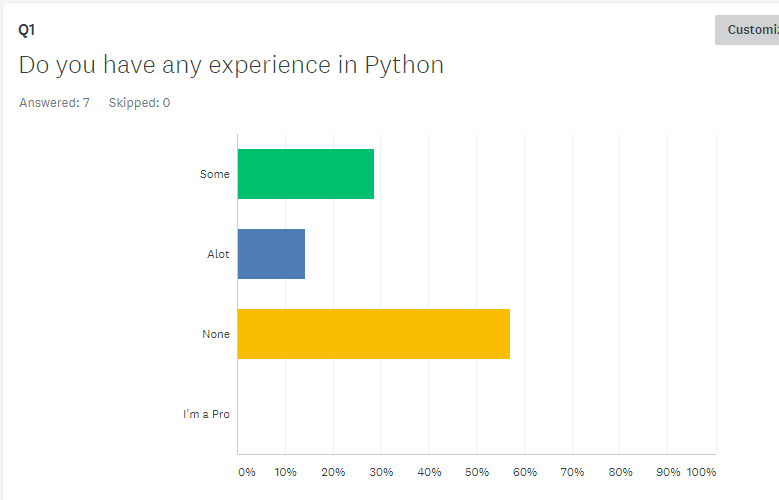 Q1
Customiz
Do you have any experience in Python
Answered: 7 Skipped: 0
Some
Alot
None
I'm a Pro
0% 10% 20% 30% 40% 50% 60% 70% 80% 90% 100%